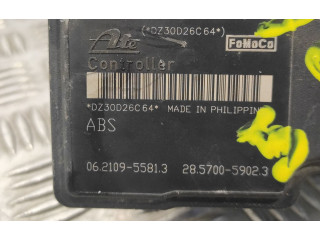 (*DZ30D26C64*)
Ate
FoMoCo
Controller
*DZ30D26C64* MADE IN PHILIPPIN
ABS
06.2109-5581.3 28.5700-5902.3